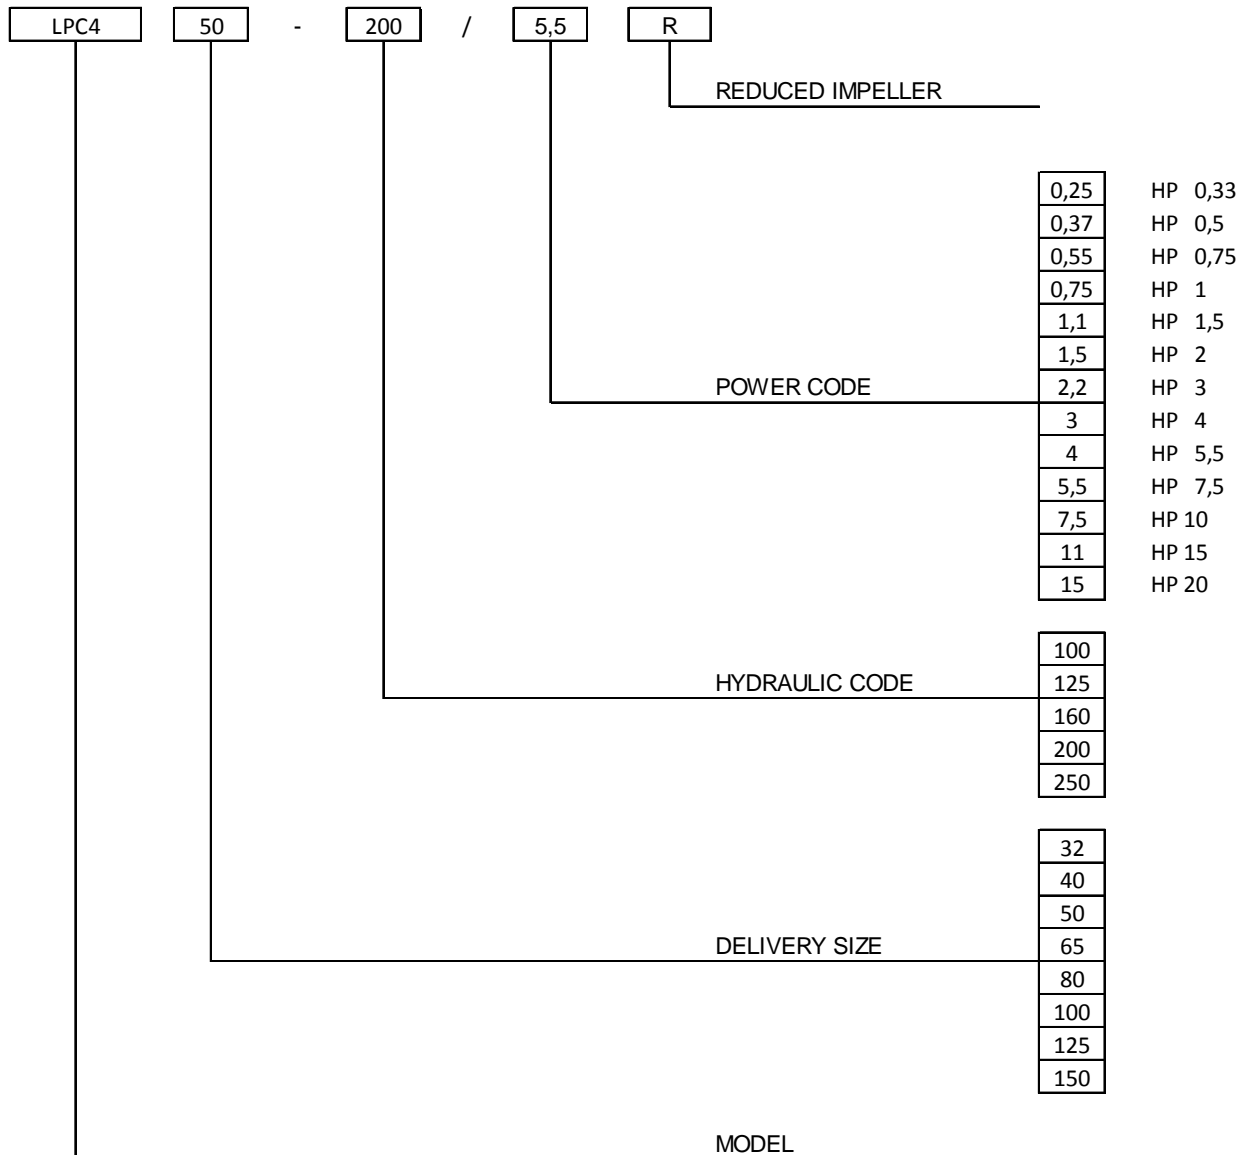 LPC4 50 - 200 / 5,5 R
REDUCED IMPELLER
0,25 HP 0,33
0,37 HP 0,5
0,55 HP 0,75
0,75 HP 1
1,1 HP 1,5
1,5 HP 2
POWER CODE 2,2 HP 3
3 HP 4
4 HP 5,5
5,5 HP 7,5
7,5 HP 10
11 HP 15
15 HP 20
100
HYDRAULIC CODE 125
160
200
250
32
40
50
DELIVERY SIZE 65
80
100
125
150
MODEL